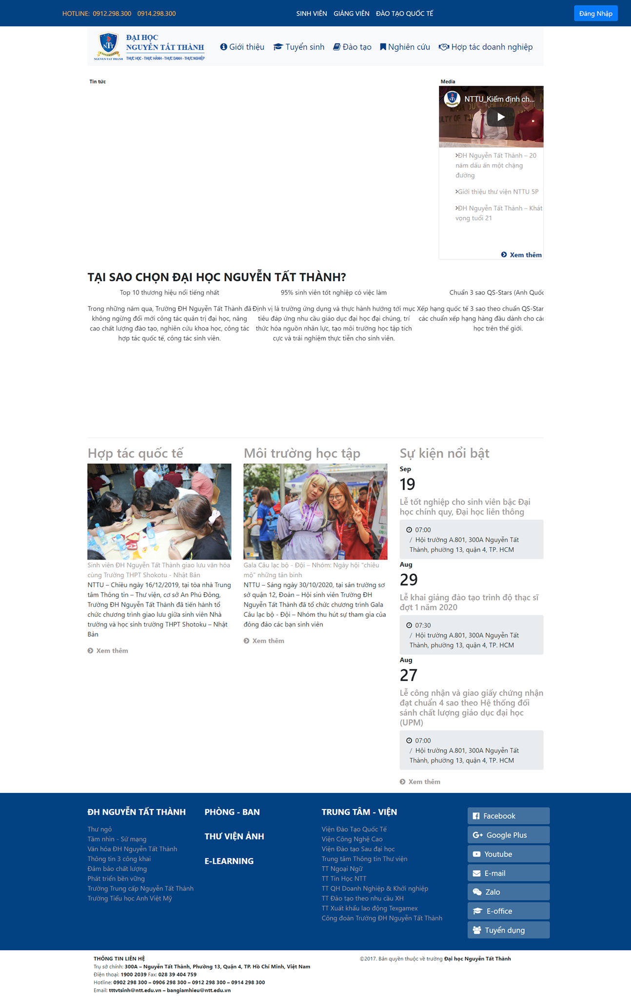 HOTLINE: 0912.298.300 0914.298.300
SINH VIÊN GIẢNG VIÊN ĐÀO TẠO QUỐC TẾ
Đăng Nhập
NTT
NGUYEN TAT THANH
ĐẠI HỌC
NGUYỄN TẤT THÀNH
THỰC HỌC - THỰC HÀNH - THỰC DANH - THỰC NGHIỆP
Giới thiệu Tuyển sinh Đào tạo Nghiên cứu Hợp tác doanh nghiệp
Tin tức
Media
NTTU_Kiểm định ch...
ĐH Nguyễn Tất Thành – 20
năm dấu ấn một chặng
đường
Giới thiệu thư viện NTTU 5P
ĐH Nguyễn Tất Thành – Khát
vọng tuổi 21
Xem thêm
TẠI SAO CHỌN ĐẠI HỌC NGUYỄN TẤT THÀNH?
Top 10 thương hiệu nổi tiếng nhất
Trong những năm qua, Trường ĐH Nguyễn Tất Thành đã
không ngừng đổi mới công tác quản trị đại học, nâng
cao chất lượng đào tạo, nghiên cứu khoa học, công tác
hợp tác quốc tế, công tác sinh viên.
95% sinh viên tốt nghiệp có việc làm
Định vị là trường ứng dụng và thực hành hướng tới mục
tiêu đáp ứng nhu cầu giáo dục đại học đại chúng, trí
thức hóa nguồn nhân lực, tạo môi trường học tập tích
cực và trải nghiệm thực tiễn cho sinh viên.
Chuẩn 3 sao QS-Stars (Anh Quốc
Xếp hạng quốc tế 3 sao theo chuẩn QS-Star
các chuẩn xếp hạng hàng đầu dành cho các
học trên thế giới.
Hợp tác quốc tế
Sinh viên ĐH Nguyễn Tất Thành giao lưu văn hóa
cùng Trường THPT Shokotu - Nhật Bản
NTTU – Chiều ngày 16/12/2019, tại tòa nhà Trung
tâm Thông tin – Thư viện, cơ sở An Phú Đông,
Trường ĐH Nguyễn Tất Thành đã tiến hành tổ
chức chương trình giao lưu giữa sinh viên Nhà
trường và học sinh trường THPT Shotoku – Nhật
Bản
Xem thêm
Môi trường học tập
Gala Câu lạc bộ - Đội – Nhóm: Ngày hội “chiêu
mộ” những tân binh
NTTU – Sáng ngày 30/10/2020, tại sân trường sơ
sở quận 12, Đoàn – Hội sinh viên Trường ĐH
Nguyễn Tất Thành đã tổ chức chương trình Gala
Câu lạc bộ - Đội – Nhóm thu hút sự tham gia của
đông đảo các bạn sinh viên
Xem thêm
Sự kiện nổi bật
Sep
19
Lễ tốt nghiệp cho sinh viên bậc Đại
học chính quy, Đại học liên thông
07:00
/ Hội trường A.801, 300A Nguyễn Tất
Thành, phường 13, quận 4, TP. HCM
Aug
29
Lễ khai giảng đào tạo trình độ thạc sĩ
đợt 1 năm 2020
07:30
/ Hội trường A.801, 300A Nguyễn Tất
Thành, phường 13, quận 4, TP. HCM
Aug
27
Lễ công nhận và giao giấy chứng nhận
đạt chuẩn 4 sao theo Hệ thống đối
sánh chất lượng giáo dục đại học
(UPM)
07:00
/ Hội trường A.801, 300A Nguyễn Tất
Thành, phường 13, quận 4, TP. HCM
Xem thêm
ĐH NGUYỄN TẤT THÀNH
Thư ngỏ
Tầm nhìn - Sứ mạng
Văn hóa ĐH Nguyễn Tất Thành
Thông tin 3 công khai
Đảm bảo chất lượng
Phát triển bền vững
Trường Trung cấp Nguyễn Tất Thành
Trường Tiểu học Anh Việt Mỹ
PHÒNG - BAN
THƯ VIỆN ẢNH
E-LEARNING
TRUNG TÂM - VIỆN
Viện Đào Tạo Quốc Tế
Viện Công Nghệ Cao
Viện Đào tạo Sau đại học
Trung tâm Thông tin Thư viện
TT Ngoại Ngữ
TT Tin Học NTT
TT QH Doanh Nghiệp & Khởi nghiệp
TT Đào tạo theo nhu cầu XH
TT Xuất khẩu lao động Texgamex
Công đoàn Trường ĐH Nguyễn Tất Thành
Facebook
Google Plus
Youtube
E-mail
Zalo
E-office
Tuyển dụng
THÔNG TIN LIÊN HỆ
Trụ sở chính: 300A – Nguyễn Tất Thành, Phường 13, Quận 4, TP. Hồ Chí Minh, Việt Nam
Điện thoại: 1900 2039 Fax: 028 39 404 759
Hotline: 0902 298 300 – 0906 298 300 – 0912 298 300 – 0914 298 300
Email: tttvtsinh@ntt.edu.vn – bangiamhieu@ntt.edu.vn
©2017. Bản quyền thuộc về trường Đại học Nguyễn Tất Thành